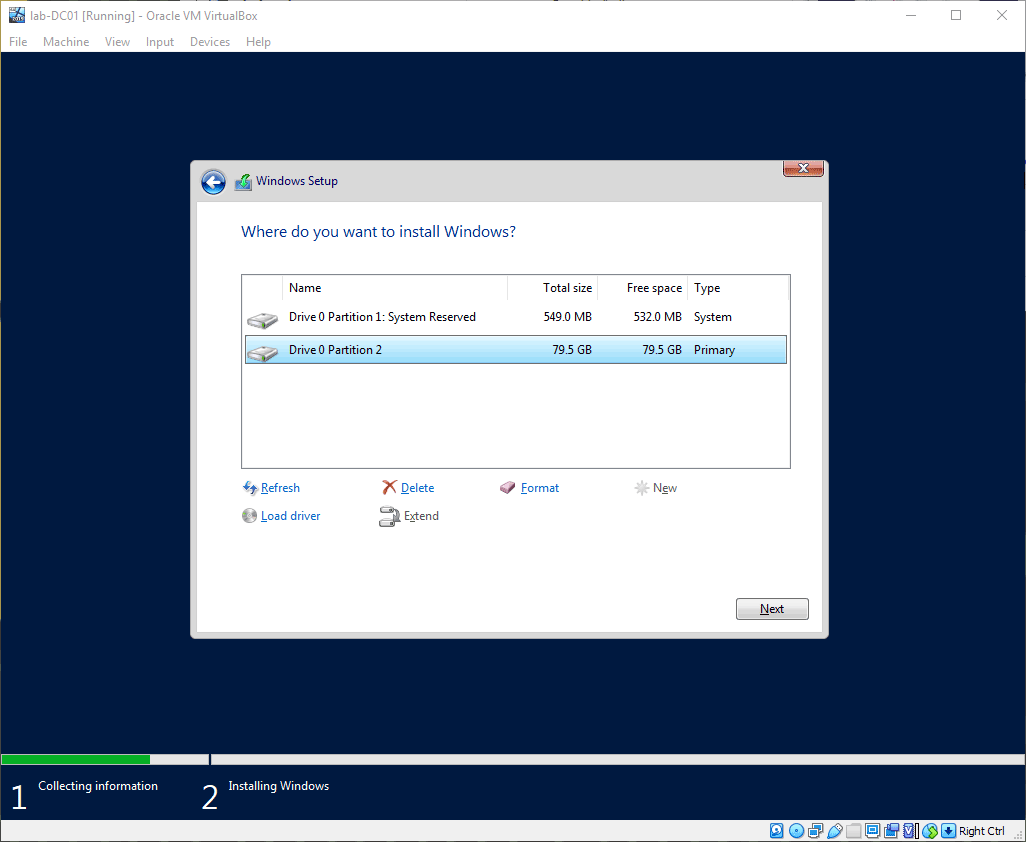 lab-DC01 [Running] - Oracle VM VirtualBox
File Machine View Input Devices Help
Windows Setup
Where do you want to install Windows?
Name Total size Free space Type
Drive 0 Partition 1: System Reserved 549.0 MB 532.0 MB System
Drive 0 Partition 2 79.5 GB 79.5 GB Primary
Refresh Delete Format New
Load driver Extend
Next
1 Collecting information 2 Installing Windows
Right Ctrl